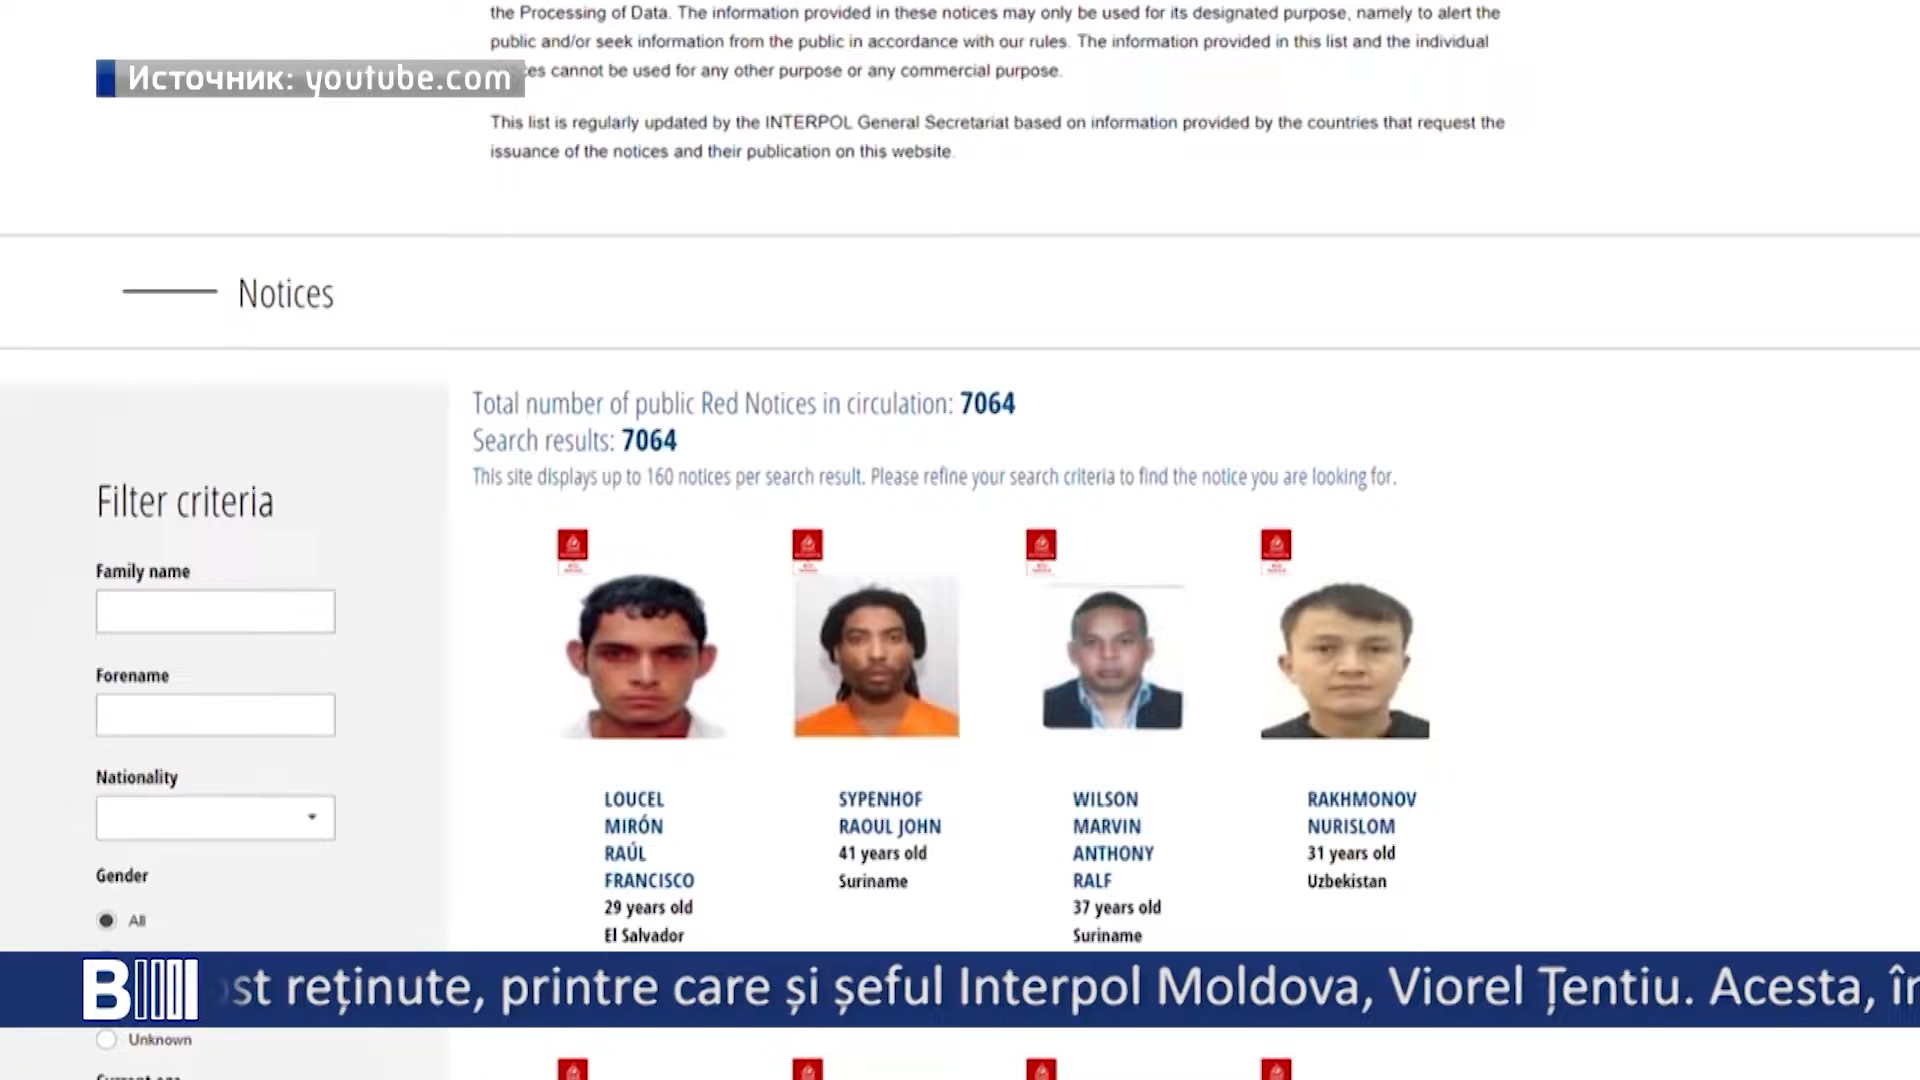 the Processing of Data. The information provided in these notices may only be used for its designated purpose, namely to alert the
public and/or seek information from the public in accordance with our rules. The information provided in this list and the individual
cannot be used for any other purpose or any commercial purpose.
Источник: youtube.com
This list is regularly updated by the INTERPOL General Secretariat based on information provided by the countries that request the
issuance of the notices and their publication on this website.
Notices
Total number of public Red Notices in circulation: 7064
Search results: 7064
This site displays up to 160 notices per search result. Please refine your search criteria to find the notice you are looking for.
Filter criteria
Family name
Forename
Nationality
Gender
All
LOUCEL
MIRÓN
RAÚL
FRANCISCO
29 years old
El Salvador
SYPENHOF
RAOUL JOHN
41 years old
Suriname
WILSON
MARVIN
ANTHONY
RALF
37 years old
Suriname
RAKHMONOV
NURISLOM
31 years old
Uzbekistan
B
reținute, printre care și șeful Interpol Moldova, Viorel Țentiu. Acesta,
Unknown